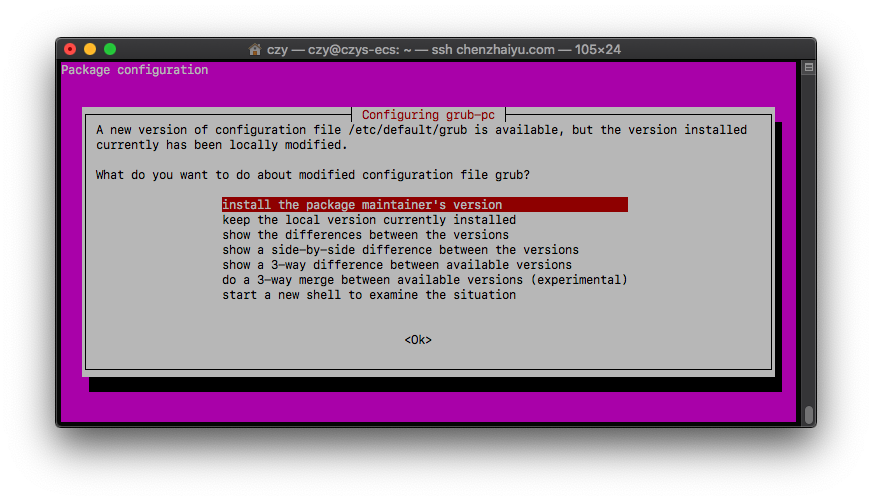 czy — czy@czys-ecs: ~ — ssh chenzhaiyu.com — 105×24
Package configuration
Configuring grub-pc
A new version of configuration file /etc/default/grub is available, but the version installed
currently has been locally modified.
What do you want to do about modified configuration file grub?
install the package maintainer's version
keep the local version currently installed
show the differences between the versions
show a side-by-side difference between the versions
show a 3-way difference between available versions
do a 3-way merge between available versions (experimental)
start a new shell to examine the situation
<Ok>